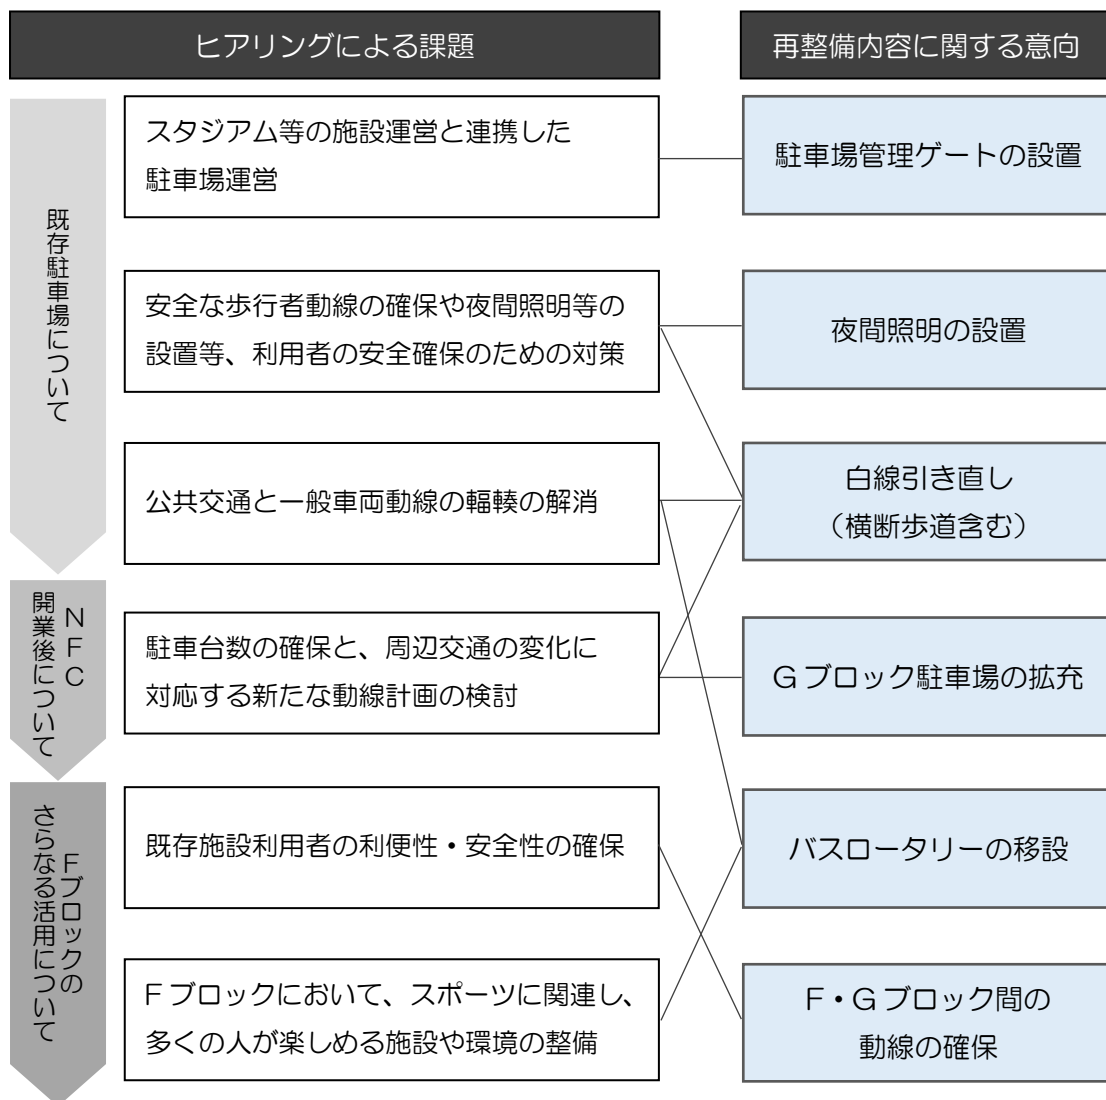 ヒアリングによる課題
再整備内容に関する意向
既存駐車場について
スタジアム等の施設運営と連携した
駐車場運営
駐車場管理ゲートの設置
安全な歩行者動線の確保や夜間照明等の
設置等、利用者の安全確保のための対策
夜間照明の設置
公共交通と一般車両動線の輻輳の解消
白線引き直し
（横断歩道含む）
NFC
開業後について
駐車台数の確保と、周辺交通の変化に
対応する新たな動線計画の検討
Gブロック駐車場の拡充
Fブロックの
さらなる活用について
既存施設利用者の利便性・安全性の確保
バスロータリーの移設
Fブロックにおいて、スポーツに関連し、
多くの人が楽しめる施設や環境の整備
F・Gブロック間の
動線の確保